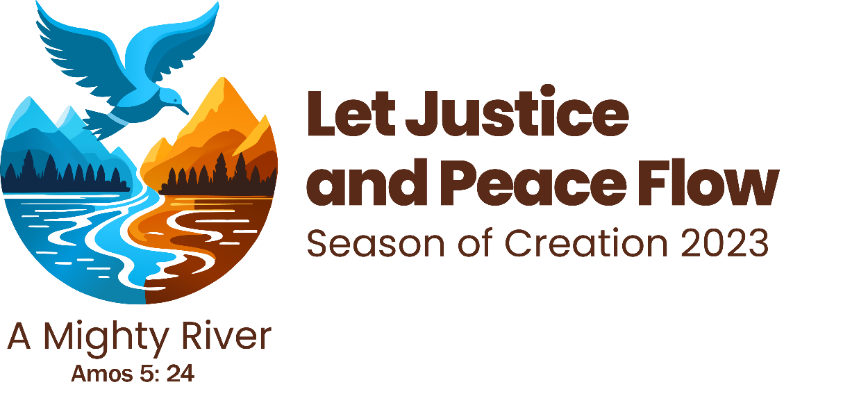 Let Justice
and Peace Flow
Season of Creation 2023
A Mighty River
Amos 5: 24